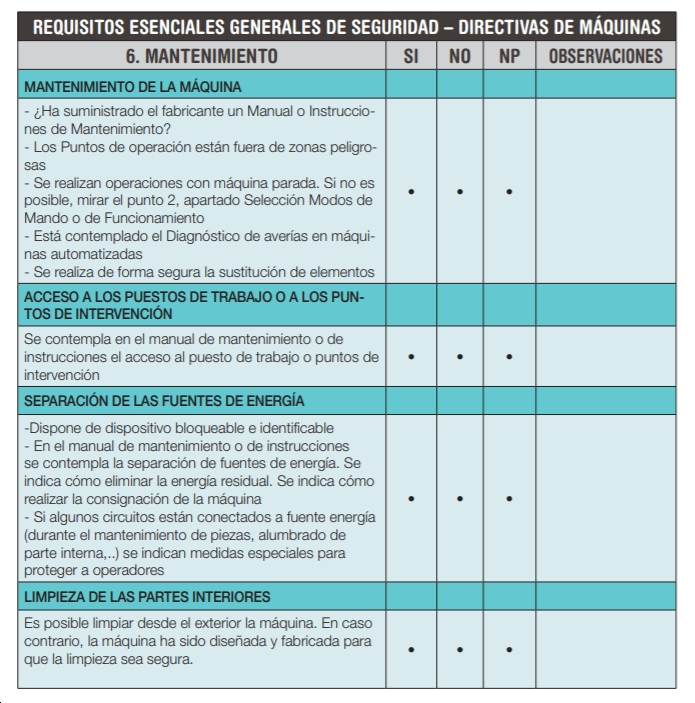 REQUISITOS ESENCIALES GENERALES DE SEGURIDAD – DIRECTIVAS DE MÁQUINAS
6. MANTENIMIENTO SI NO NP OBSERVACIONES
MANTENIMIENTO DE LA MÁQUINA
- ¿Ha suministrado el fabricante un Manual o Instruccio-
nes de Mantenimiento?
- Los Puntos de operación están fuera de zonas peligro-
sas
- Se realizan operaciones con máquina parada. Si no es
posible, mirar el punto 2, apartado Selección Modos de
Mando o de Funcionamiento
- Está contemplado el Diagnóstico de averías en máqui-
nas automatizadas
- Se realiza de forma segura la sustitución de elementos
• • •
ACCESO A LOS PUESTOS DE TRABAJO O A LOS PUN-
TOS DE INTERVENCIÓN
Se contempla en el manual de mantenimiento o de
instrucciones el acceso al puesto de trabajo o puntos de
intervención
• • •
SEPARACIÓN DE LAS FUENTES DE ENERGÍA
-Dispone de dispositivo bloqueable e identificable
- En el manual de mantenimiento o de instrucciones
se contempla la separación de fuentes de energía. Se
indica cómo eliminar la energía residual. Se indica cómo
realizar la consignación de la máquina
- Si algunos circuitos están conectados a fuente energía
(durante el mantenimiento de piezas, alumbrado de
parte interna,..) se indican medidas especiales para
proteger a operadores
• • •
LIMPIEZA DE LAS PARTES INTERIORES
Es posible limpiar desde el exterior la máquina. En caso
contrario, la máquina ha sido diseñada y fabricada para
que la limpieza sea segura.
• • •